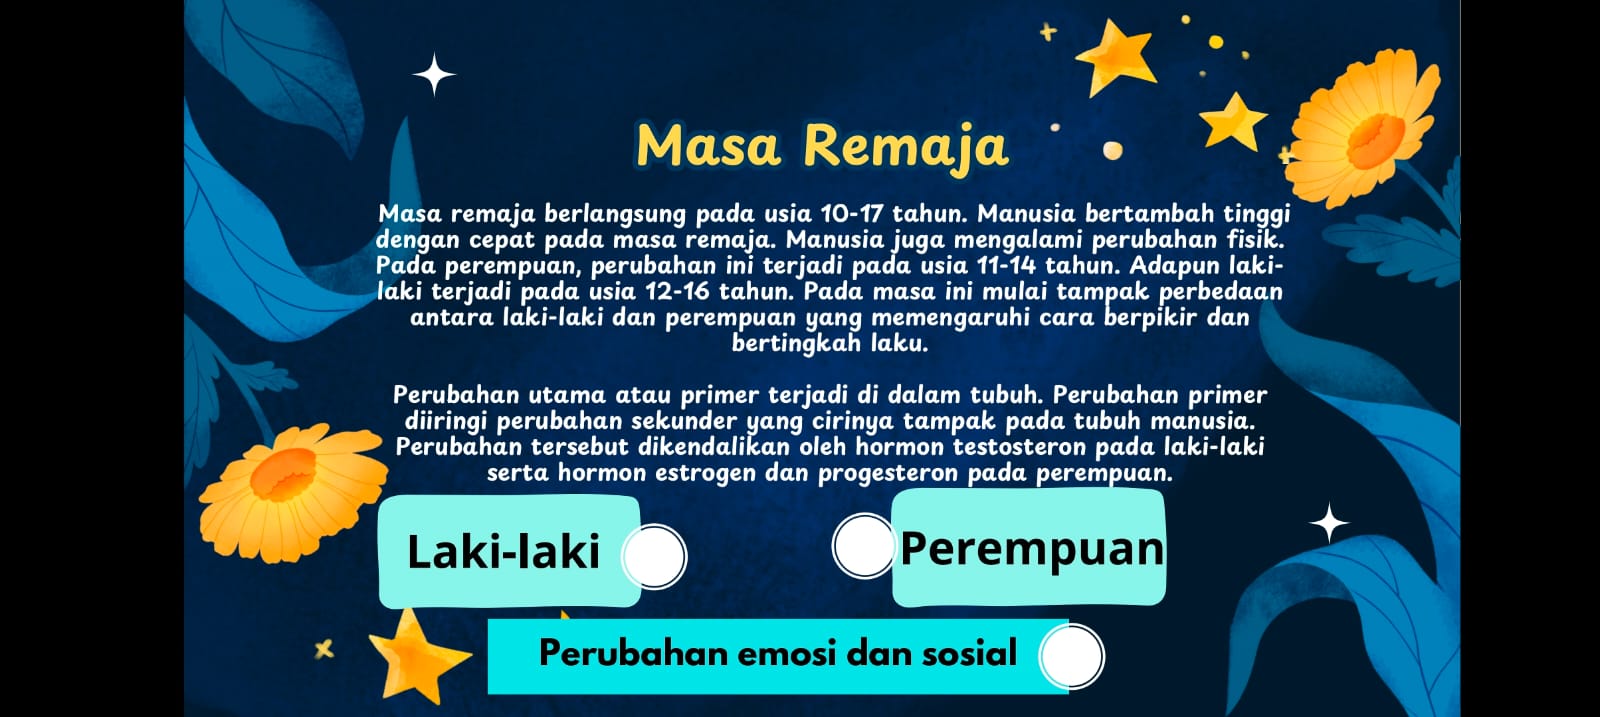 Masa Remaja
Masa remaja berlangsung pada usia 10-17 tahun. Manusia bertambah tinggi
dengan cepat pada masa remaja. Manusia juga mengalami perubahan fisik.
Pada perempuan, perubahan ini terjadi pada usia 11-14 tahun. Adapun laki-
laki terjadi pada usia 12-16 tahun. Pada masa ini mulai tampak perbedaan
antara laki-laki dan perempuan yang memengaruhi cara berpikir dan
bertingkah laku.
Perubahan utama atau primer terjadi di dalam tubuh. Perubahan primer
diiringi perubahan sekunder yang cirinya tampak pada tubuh manusia.
Perubahan tersebut dikendalikan oleh hormon testosteron pada laki-laki
serta hormon estrogen dan progesteron pada perempuan.
Laki-laki
Perempuan
Perubahan emosi dan sosial